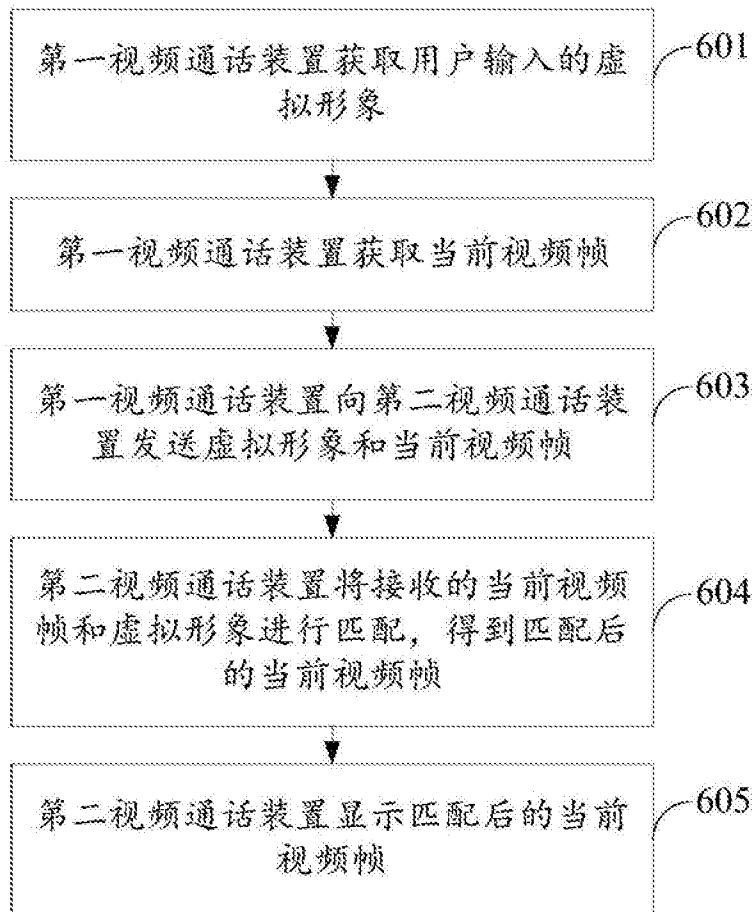 第一视频通话装置获取用户输入的虚
拟形象
601
第一视频通话装置获取当前视频帧
602
第一视频通话装置向第二视频通话装
置发送虚拟形象和当前视频帧
603
第二视频通话装置将接收的当前视频
帧和虚拟形象进行匹配，得到匹配后
的当前视频帧
604
第二视频通话装置显示匹配后的当前
视频帧
605